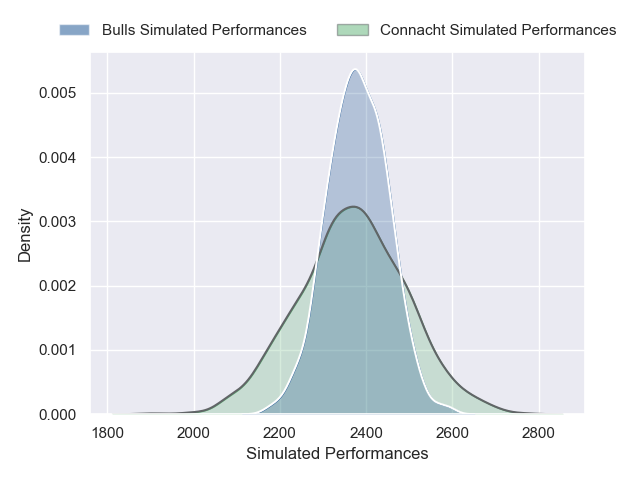 Bulls Simulated Performances Connacht Simulated Performances
0.005
0.004
0.003
0.002
0.001
0.000
Density
1800 2000 2200 2400 2600 2800
Simulated Performances